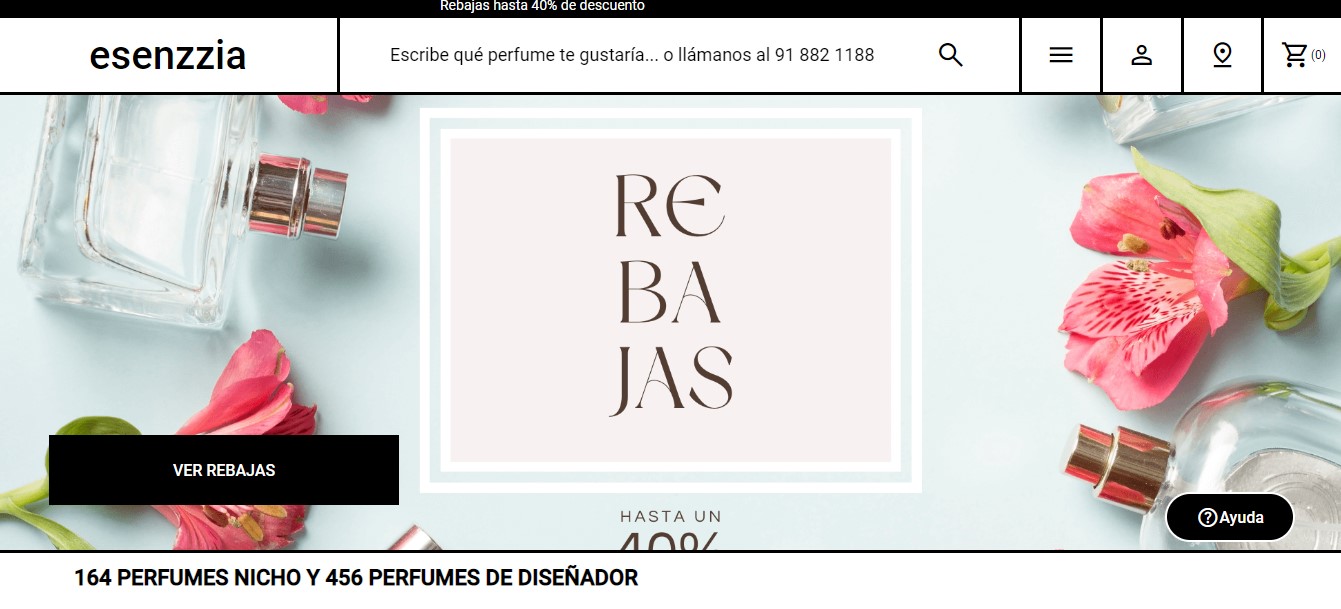 Rebajas hasta 40% de descuento
esenzzia
Escribe qué perfume te gustaría... o llámanos al 91 882 1188
(0)
RE
BA
JAS
VER REBAJAS
HASTA UN
40%
Ayuda
164 PERFUMES NICHO Y 456 PERFUMES DE DISEÑADOR